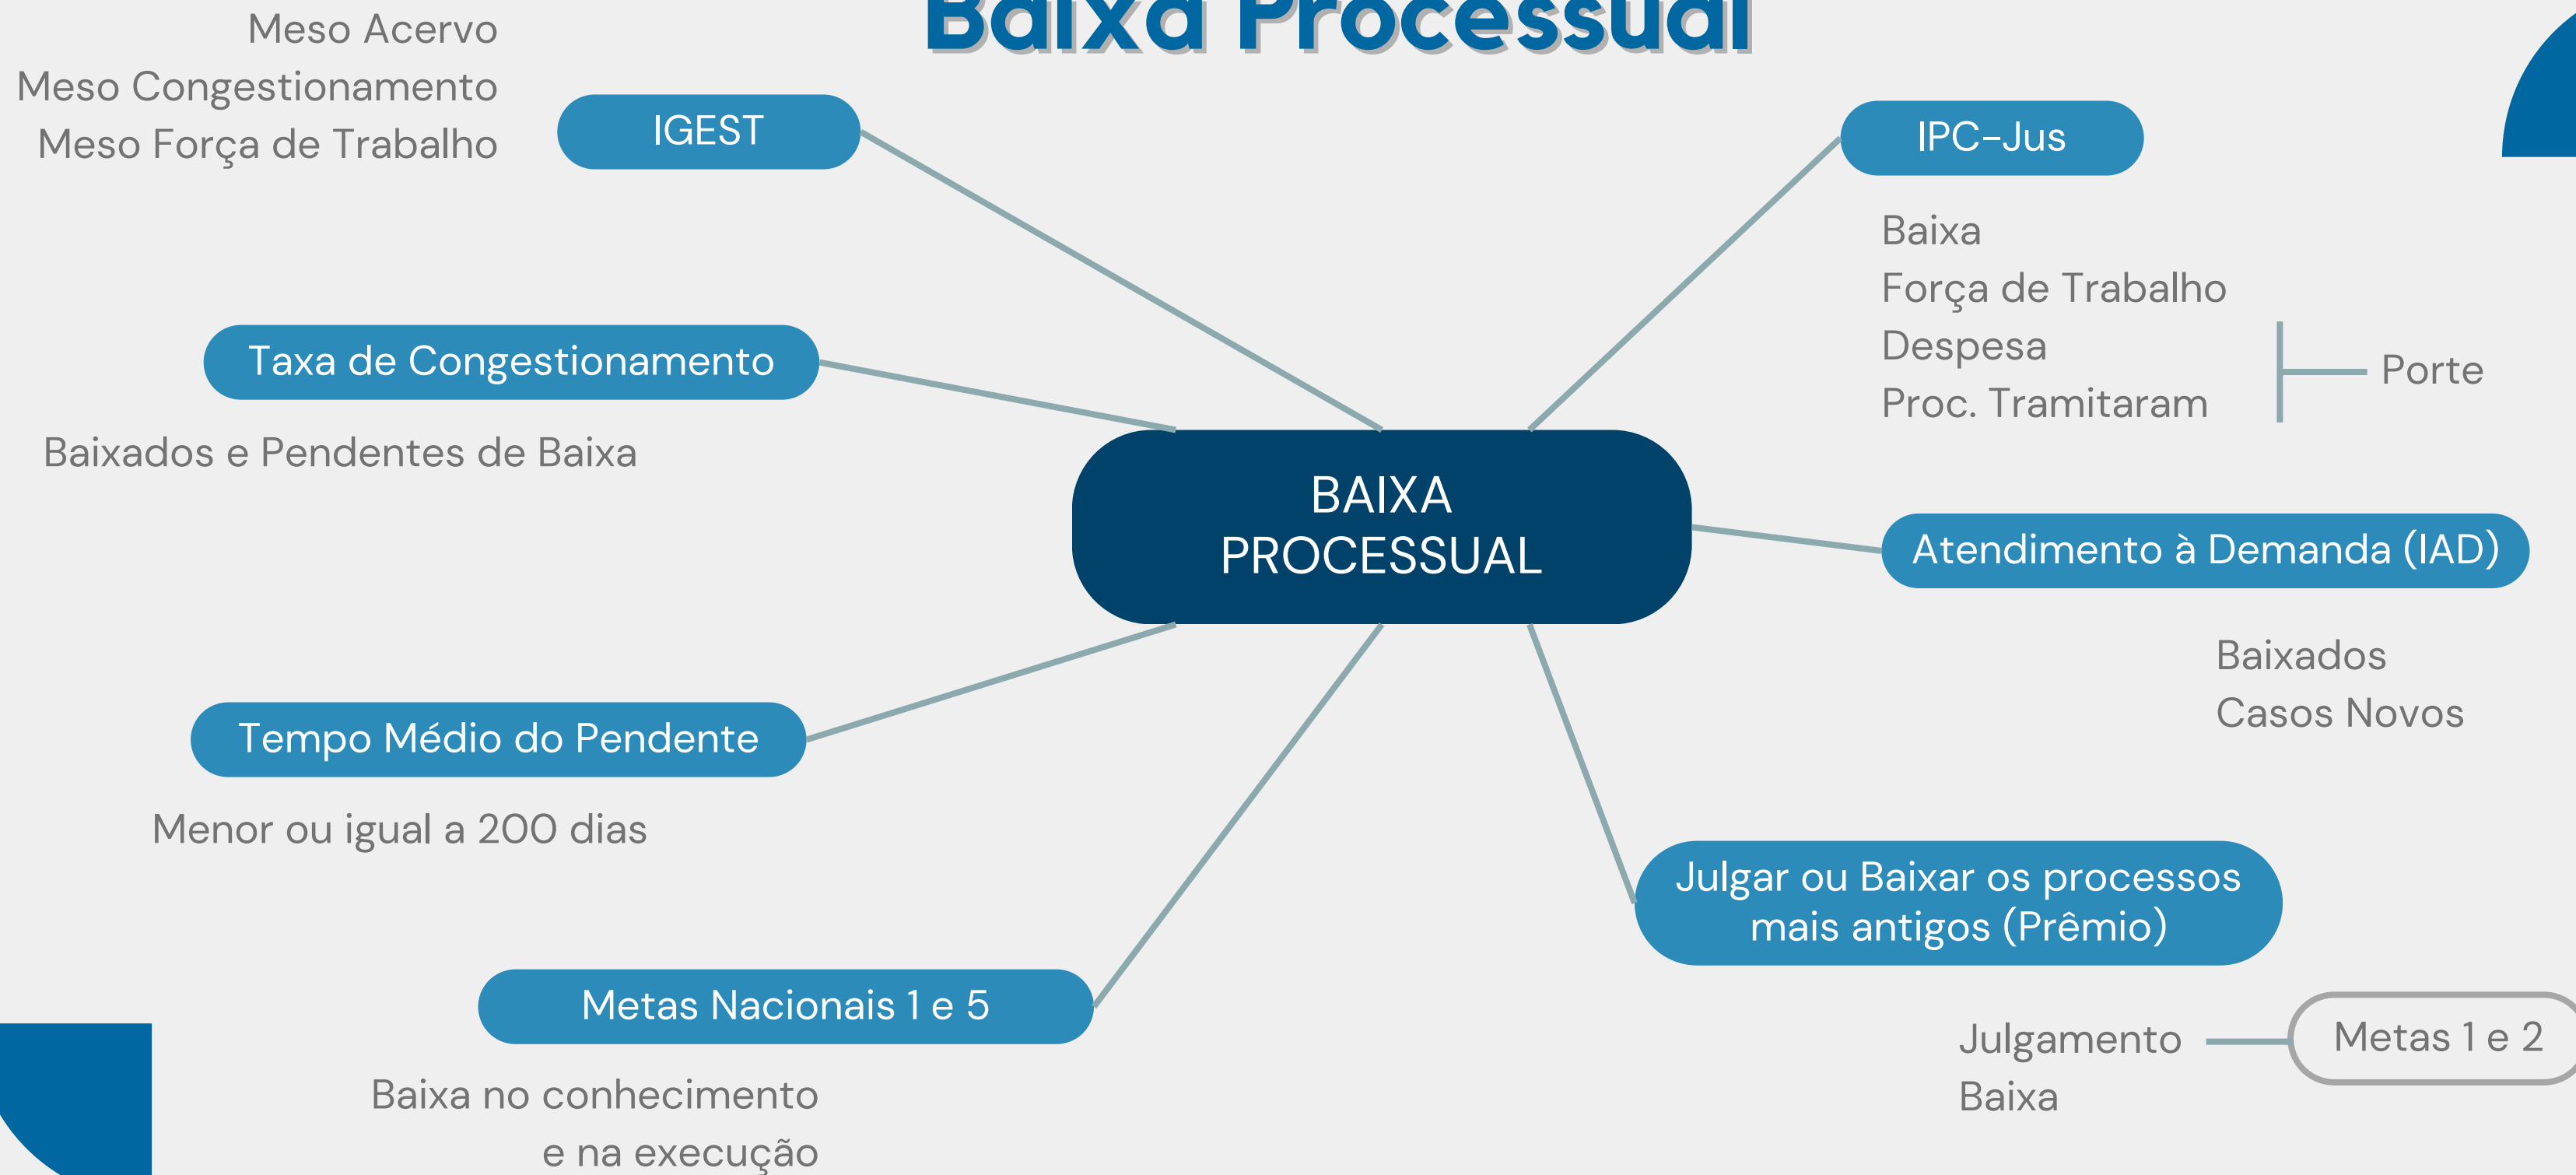 Baixa Processual
Meso Acervo
Meso Congestionamento
Meso Força de Trabalho
IGEST
IPC-Jus
Baixa
Força de Trabalho
Despesa
Proc. Tramitaram
Porte
Taxa de Congestionamento
Baixados e Pendentes de Baixa
BAIXA
PROCESSUAL
Atendimento à Demanda (IAD)
Baixados
Casos Novos
Tempo Médio do Pendente
Menor ou igual a 200 dias
Julgar ou Baixar os processos
mais antigos (Prêmio)
Julgamento
Baixa
Metas 1 e 2
Metas Nacionais 1 e 5
Baixa no conhecimento
e na execução